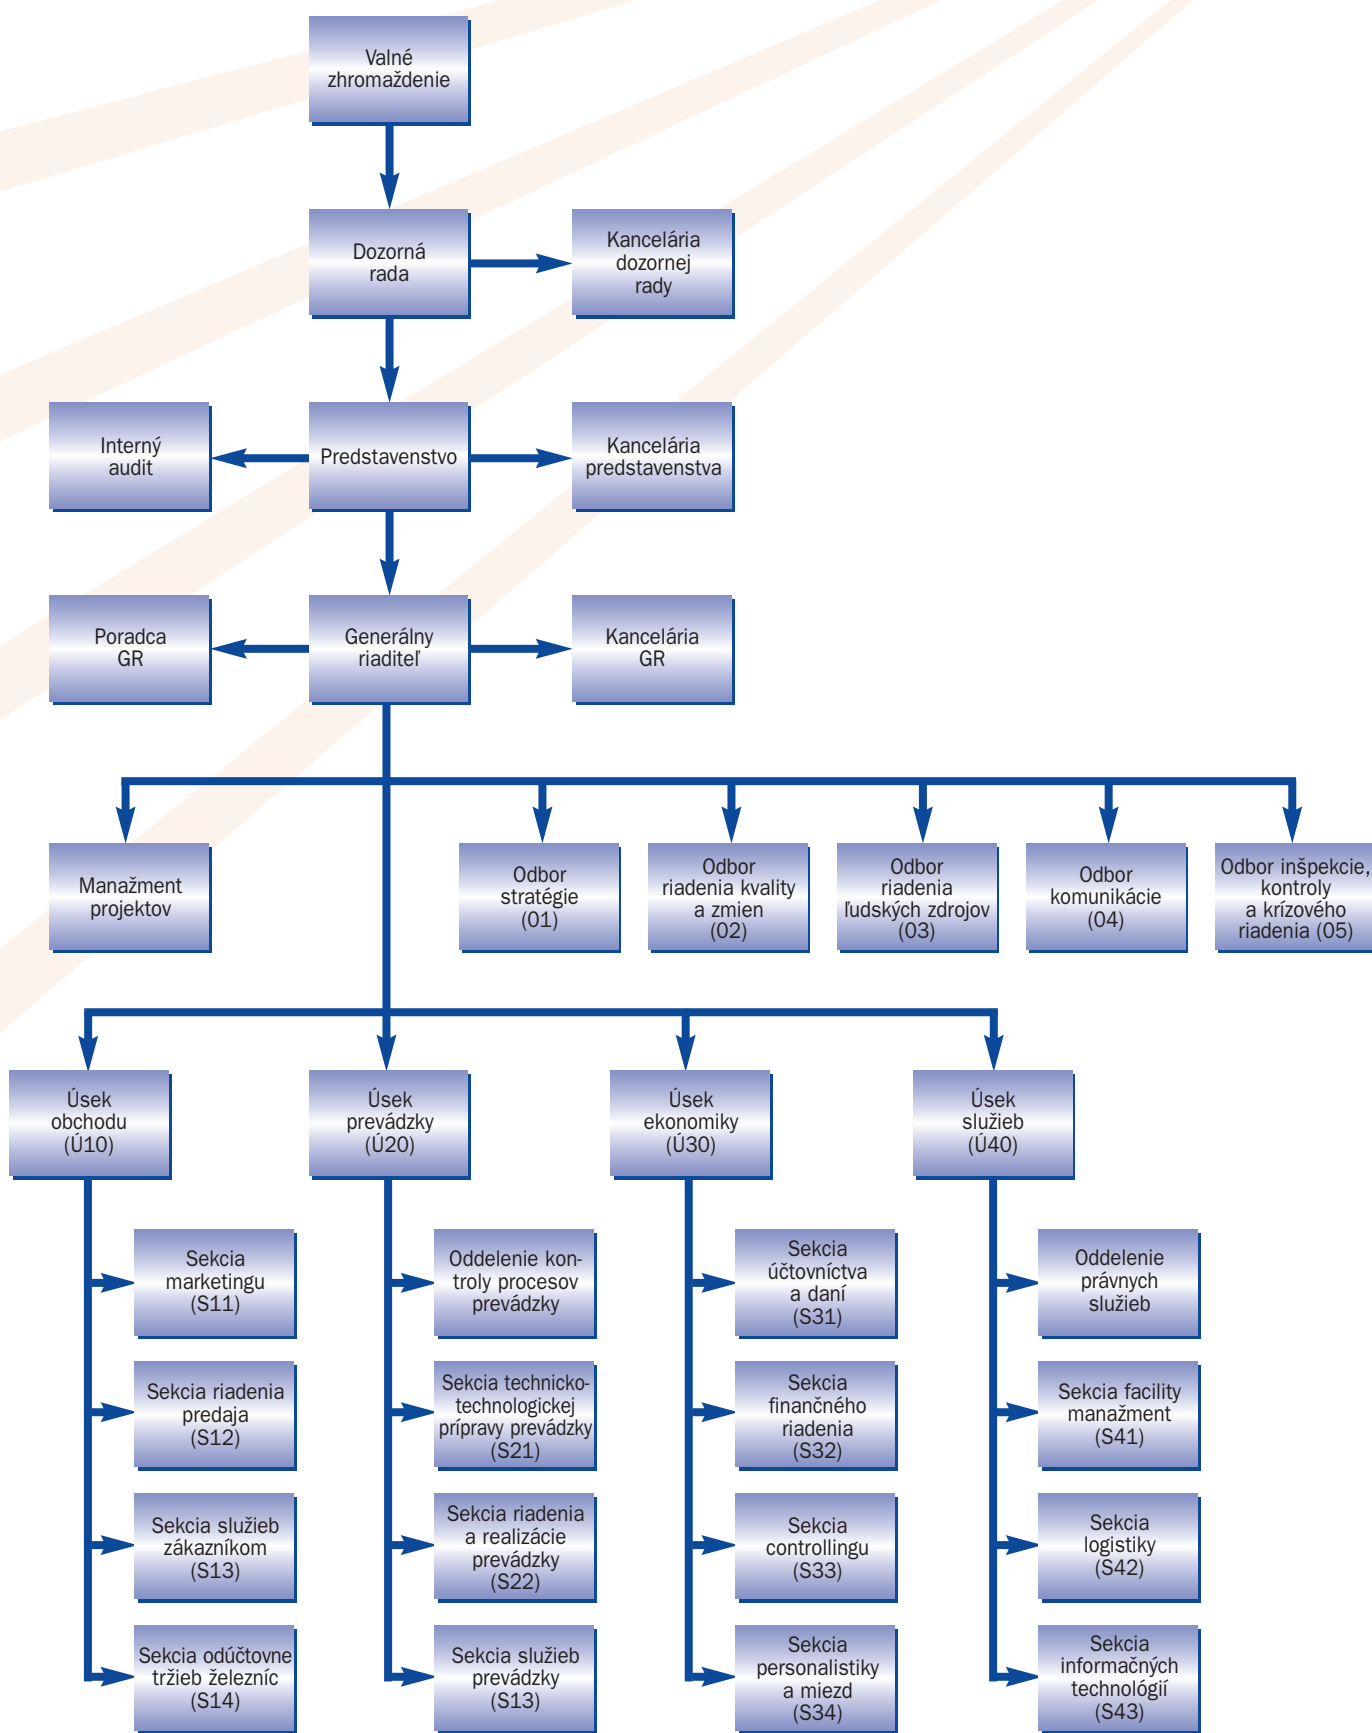 Valné
zhromaždenie
Dozorná
rada
Kancelária
dozornej
rady
Interný
audit
Predstavenstvo
Kancelária
predstavenstva
Poradca
GR
Generálny
riaditeľ
Kancelária
GR
Manažment
projektov
Odbor
stratégie
(01)
Odbor
riadenia kvality
a zmien
(02)
Odbor
riadenia
ľudských zdrojov
(03)
Odbor
komunikácie
(04)
Odbor inšpekcie,
kontroly
a krízového
riadenia (05)
Úsek
obchodu
(Ú10)
Úsek
prevádzky
(Ú20)
Úsek
ekonomiky
(Ú30)
Úsek
služieb
(Ú40)
Sekcia
marketingu
(S11)
Oddelenie kon-
troly procesov
prevádzky
Sekcia
účtovníctva
a daní
(S31)
Oddelenie
právnych
služieb
Sekcia riadenia
predaja
(S12)
Sekcia technicko-
technologickej
prípravy prevádzky
(S21)
Sekcia
finančného
riadenia
(S32)
Sekcia facility
manažment
(S41)
Sekcia služieb
zákazníkom
(S13)
Sekcia riadenia
a realizácie
prevádzky
(S22)
Sekcia
controllingu
(S33)
Sekcia
logistiky
(S42)
Sekcia odúčtovne
tržieb železníc
(S14)
Sekcia služieb
prevádzky
(S13)
Sekcia
personalistiky
a miezd
(S34)
Sekcia
informačných
technológií
(S43)